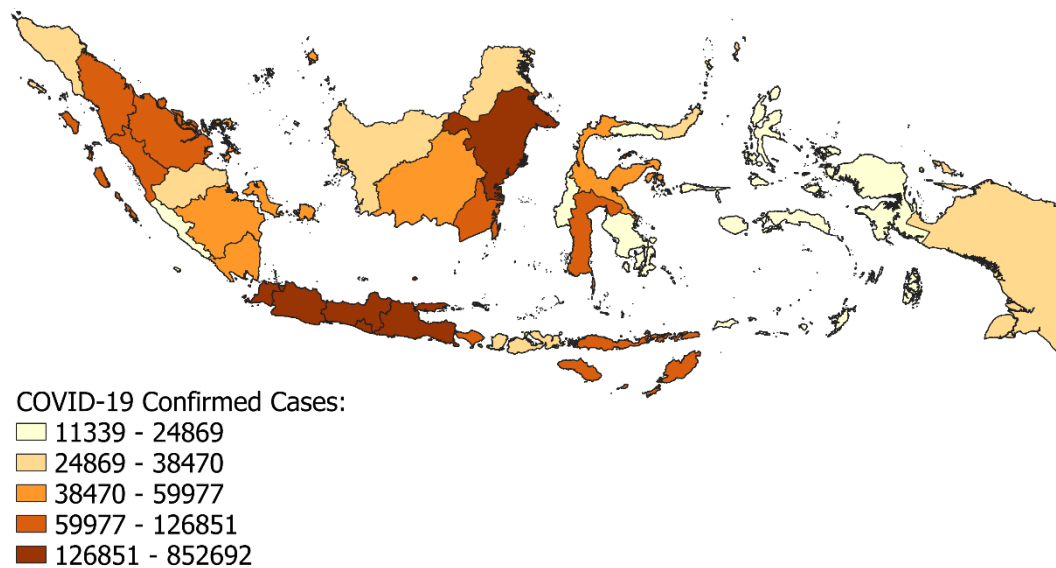 COVID-19 Confirmed Cases:
11339 - 24869
24869 - 38470
38470 - 59977
59977 - 126851
126851 - 852692